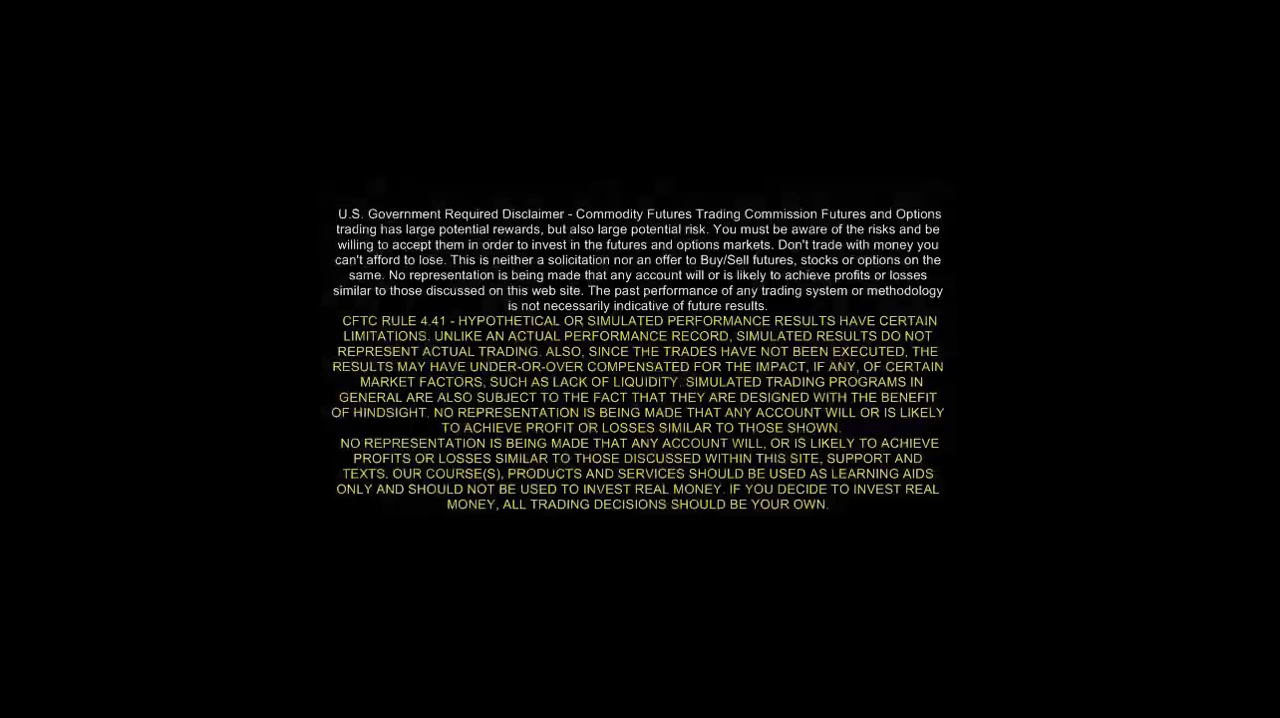 U.S. Government Required Disclaimer - Commodity Futures Trading Commission Futures and Options
trading has large potential rewards, but also large potential risk. You must be aware of the risks and be
willing to accept them in order to invest in the futures and options markets. Don't trade with money you
can't afford to lose. This is neither a solicitation nor an offer to Buy/Sell futures, stocks or options on the
same. No representation is being made that any account will or is likely to achieve profits or losses
similar to those discussed on this web site. The past performance of any trading system or methodology
is not necessarily indicative of future results.
CFTC RULE 4.41 - HYPOTHETICAL OR SIMULATED PERFORMANCE RESULTS HAVE CERTAIN
LIMITATIONS. UNLIKE AN ACTUAL PERFORMANCE RECORD, SIMULATED RESULTS DO NOT
REPRESENT ACTUAL TRADING. ALSO, SINCE THE TRADES HAVE NOT BEEN EXECUTED, THE
RESULTS MAY HAVE UNDER-OR-OVER COMPENSATED FOR THE IMPACT, IF ANY, OF CERTAIN
MARKET FACTORS, SUCH AS LACK OF LIQUIDITY. SIMULATED TRADING PROGRAMS IN
GENERAL ARE ALSO SUBJECT TO THE FACT THAT THEY ARE DESIGNED WITH THE BENEFIT
OF HINDSIGHT. NO REPRESENTATION IS BEING MADE THAT ANY ACCOUNT WILL OR IS LIKELY
TO ACHIEVE PROFIT OR LOSSES SIMILAR TO THOSE SHOWN.
NO REPRESENTATION IS BEING MADE THAT ANY ACCOUNT WILL, OR IS LIKELY TO ACHIEVE
PROFITS OR LOSSES SIMILAR TO THOSE DISCUSSED WITHIN THIS SITE, SUPPORT AND
TEXTS. OUR COURSE(S), PRODUCTS AND SERVICES SHOULD BE USED AS LEARNING AIDS
ONLY AND SHOULD NOT BE USED TO INVEST REAL MONEY. IF YOU DECIDE TO INVEST REAL
MONEY, ALL TRADING DECISIONS SHOULD BE YOUR OWN.